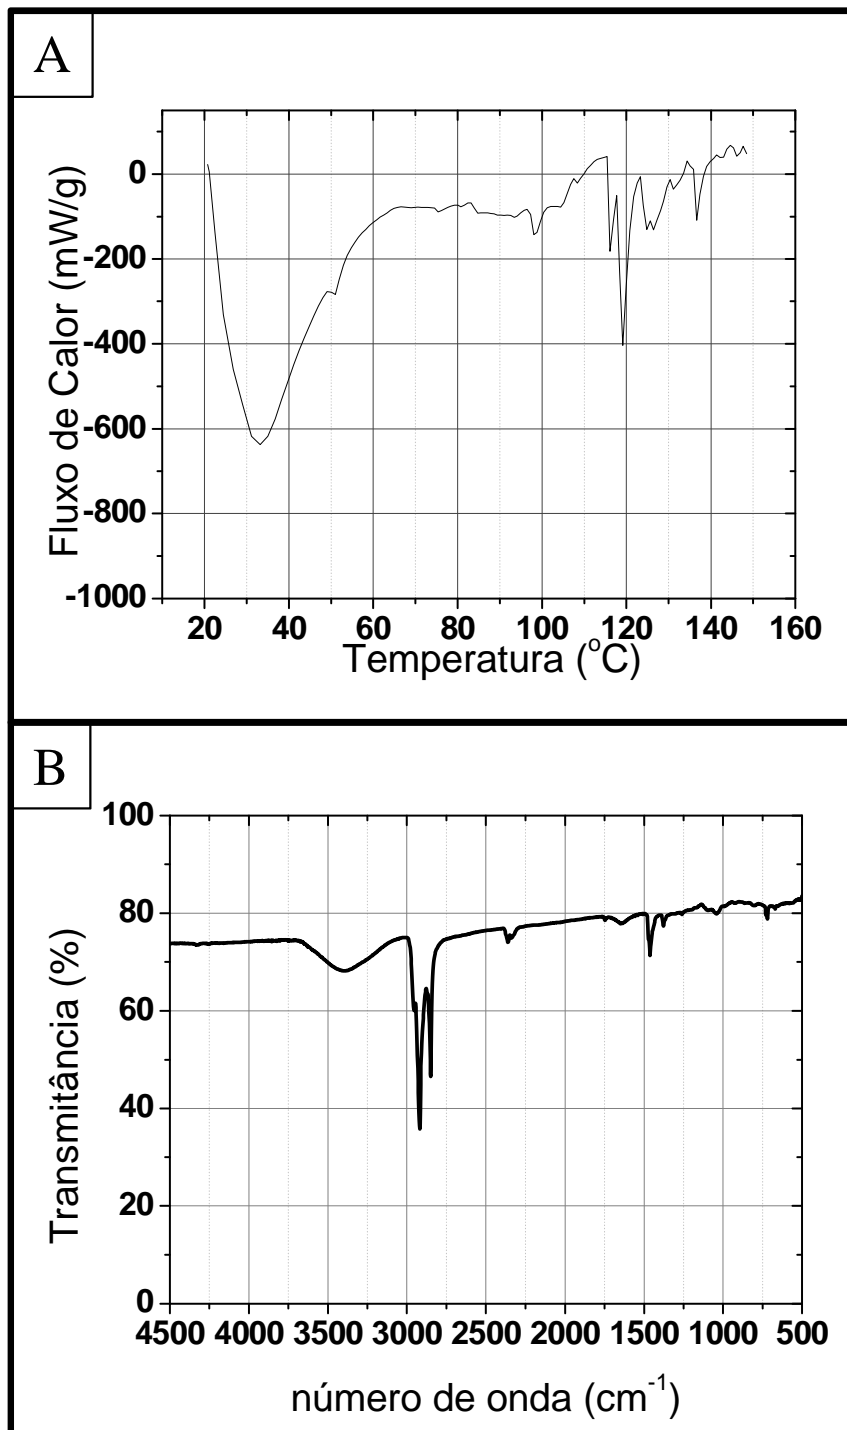 A
Fluxo de Calor (mW/g)
0
-200
-400
-600
-800
-1000
20 40 60 80 100 120 140 160
Temperatura (°C)
B
Transmitância (%)
100
80
60
40
20
0
4500 4000 3500 3000 2500 2000 1500 1000 500
número de onda (cm⁻¹)